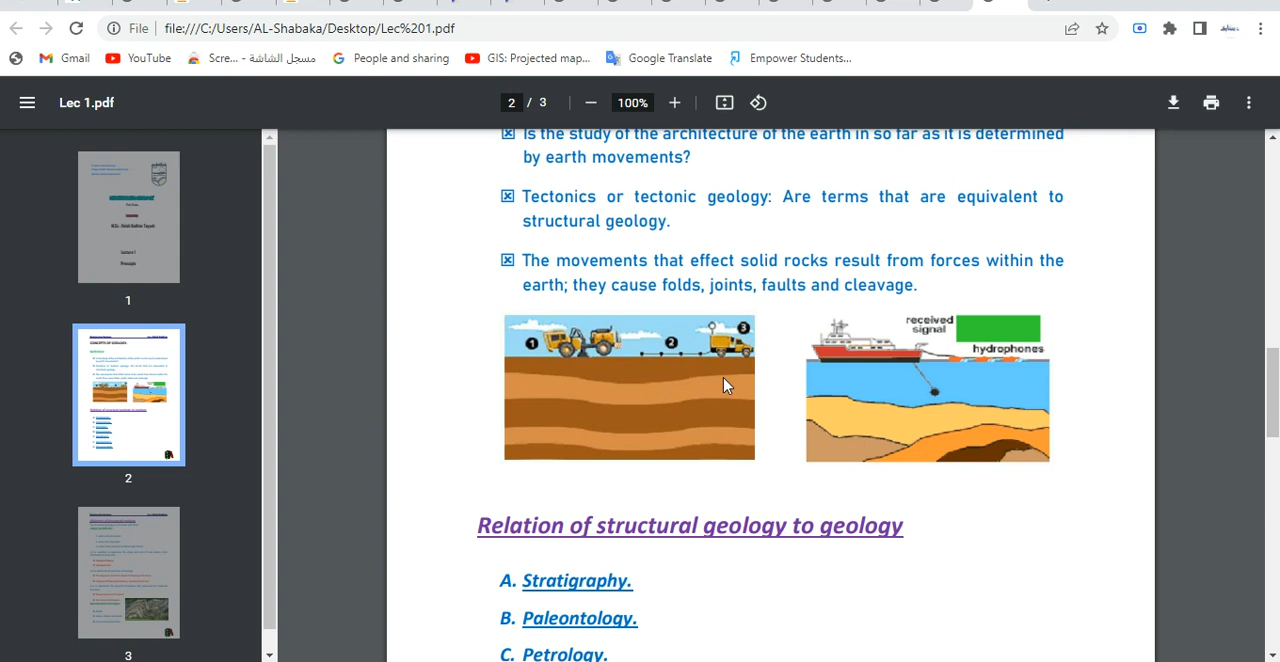 File | file:///C:/Users/AL-Shabaka/Desktop/Lec%201.pdf
Gmail YouTube Scre... - مسجل الشاشة People and sharing GIS: Projected map... Google Translate Empower Students...
Lec 1.pdf 2 / 3 100%
Is the study of the architecture of the earth in so far as it is determined
by earth movements?
Tectonics or tectonic geology: Are terms that are equivalent to
structural geology.
The movements that effect solid rocks result from forces within the
earth; they cause folds, joints, faults and cleavage.
1 2 3
received
signal
hydrophones
Relation of structural geology to geology
A. Stratigraphy.
B. Paleontology.
C. Petrology.
1
2
3